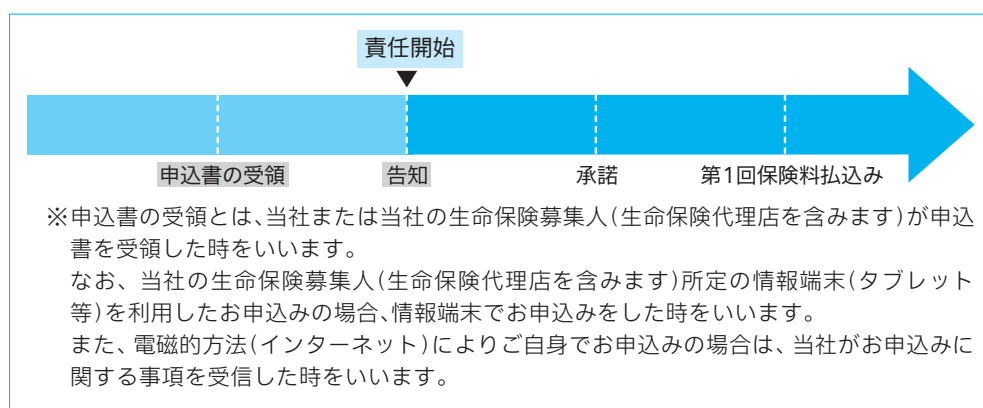 責任開始
申込書の受領
告知
承諾
第1回保険料払込み
※申込書の受領とは、当社または当社の生命保険募集人(生命保険代理店を含みます)が申込
書を受領した時をいいます。
なお、当社の生命保険募集人(生命保険代理店を含みます)所定の情報端末(タブレット
等)を利用したお申込みの場合、情報端末でお申込みをした時をいいます。
また、電磁的方法(インターネット)によりご自身でお申込みの場合は、当社がお申込みに
関する事項を受信した時をいいます。